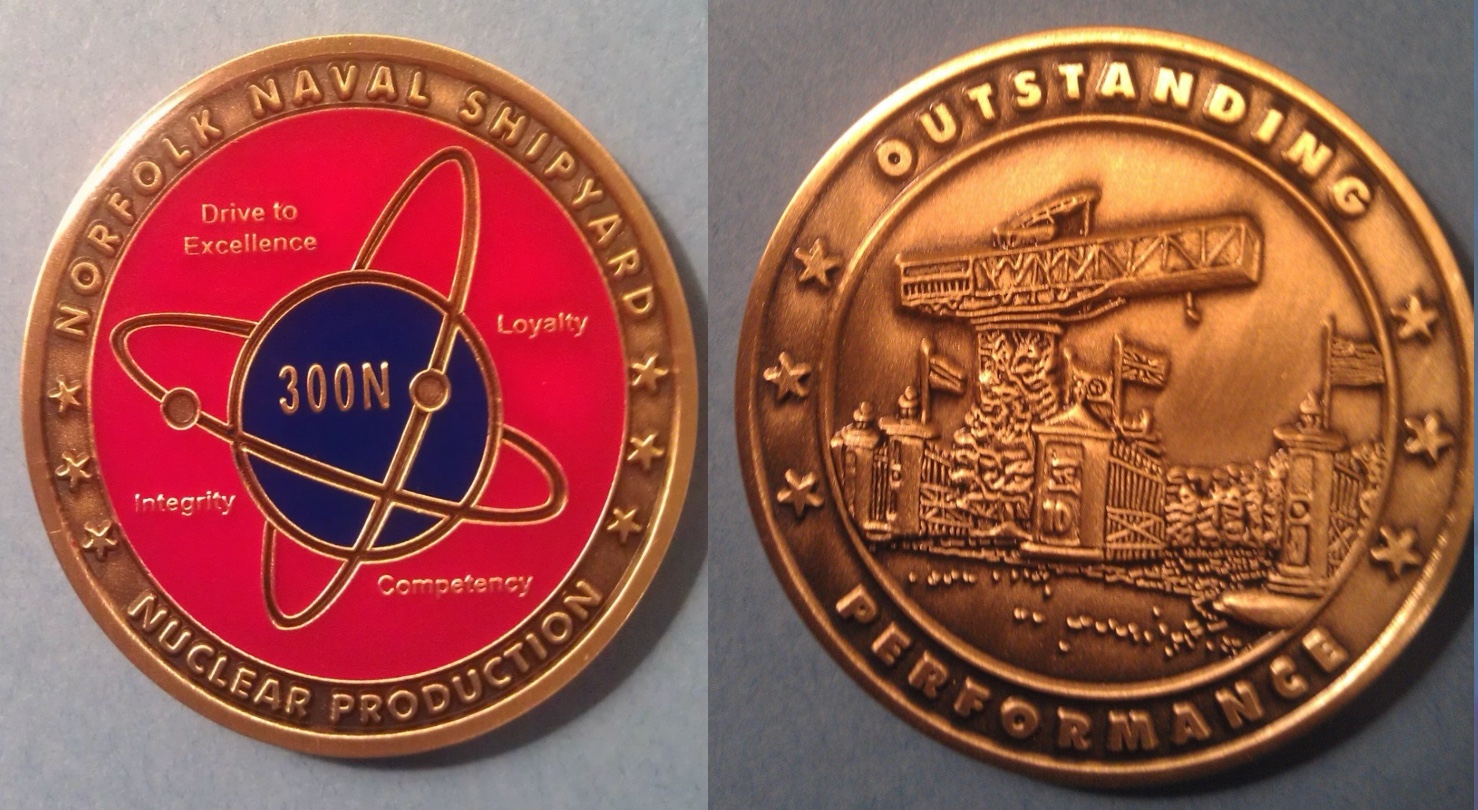 NORFOLK NAVAL SHIPYARD
Drive to
Excellence
Loyalty
300N
Integrity
Competency
NUCLEAR PRODUCTION
OUTSTANDING
PERFORMANCE